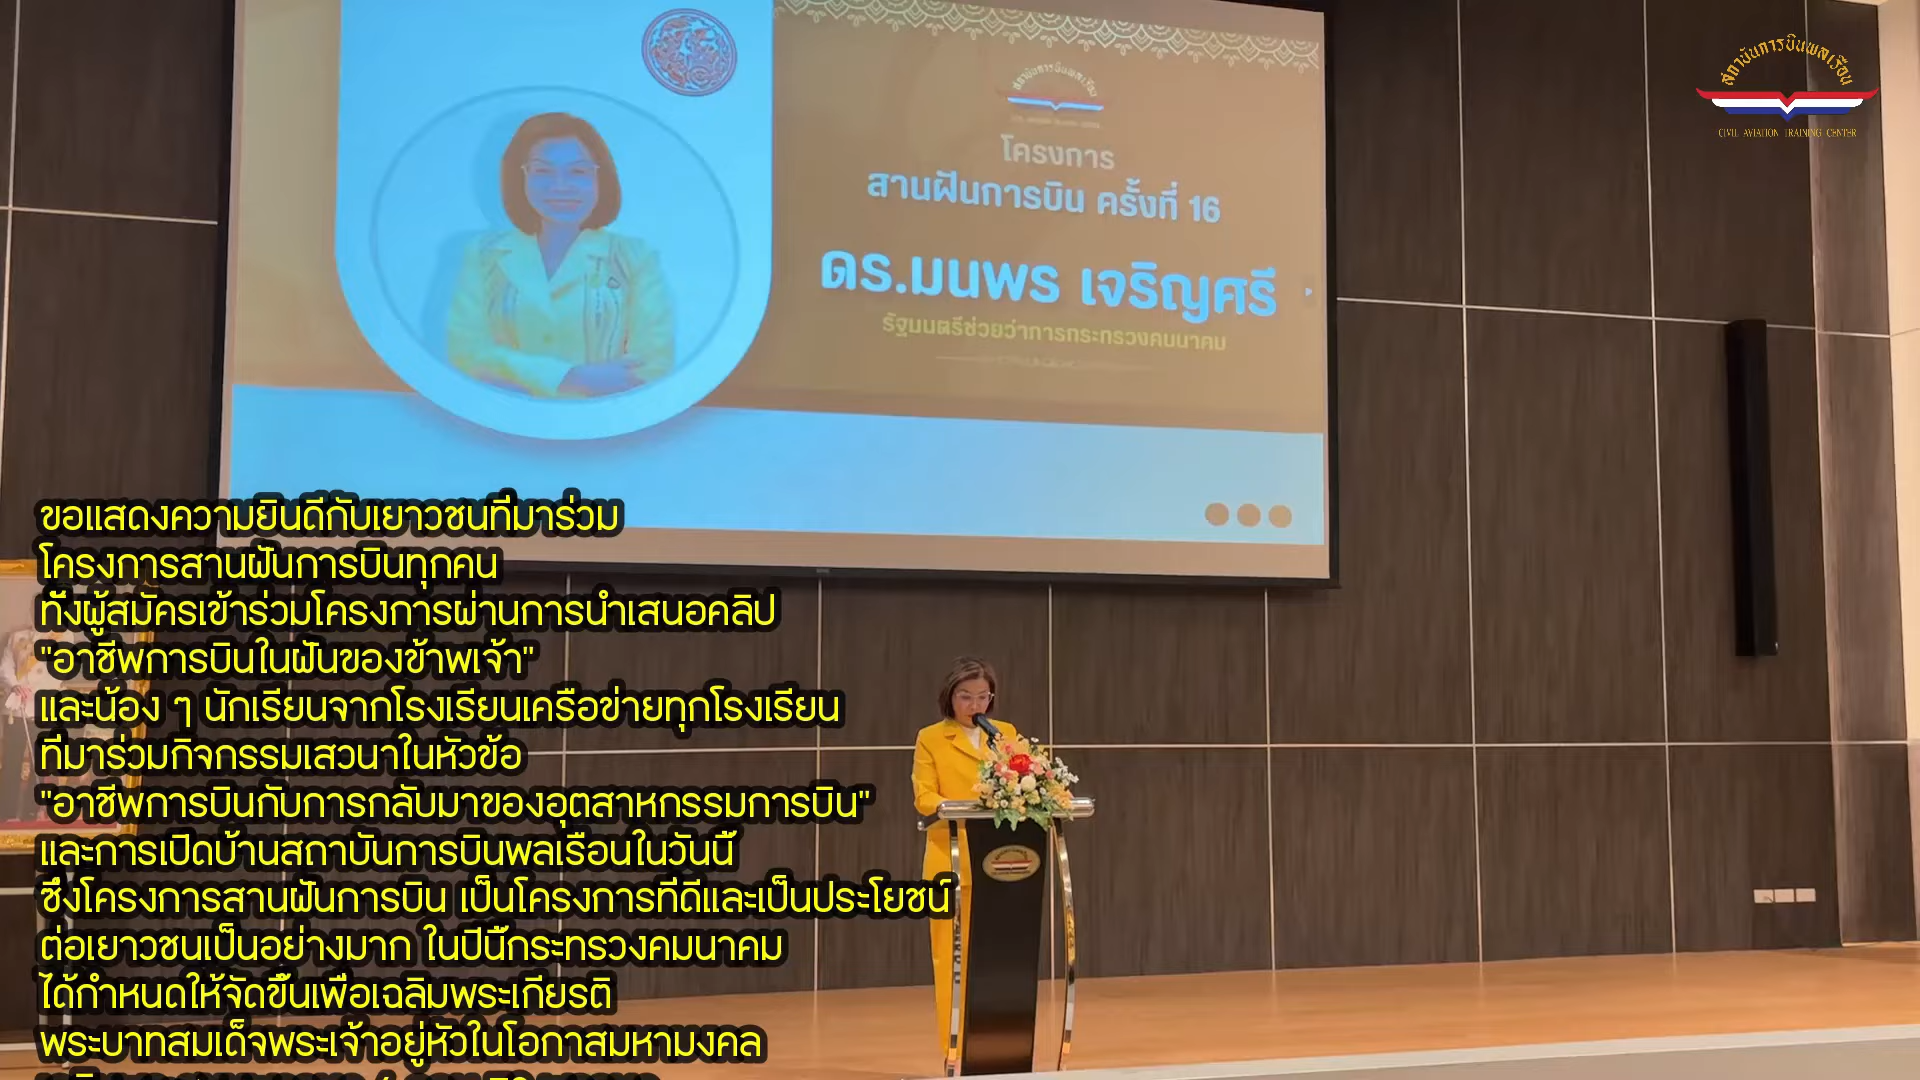 สถาบันการบินพลเรือน
CIVIL AVIATION TRAINING CENTER
สถาบันการบินพลเรือน
โครงการ
สานฝันการบิน ครั้งที่ 16
ดร.มนพร เจริญศรี
รัฐมนตรีช่วยว่าการกระทรวงคมนาคม
ขอแสดงความยินดีกับเยาวชนที่มาร่วม
โครงการสานฝันการบินทุกคน
ทั้งผู้สมัครเข้าร่วมโครงการผ่านการนำเสนอคลิป
"อาชีพการบินในฝันของข้าพเจ้า"
และน้อง ๆ นักเรียนจากโรงเรียนเครือข่ายทุกโรงเรียน
ที่มาร่วมกิจกรรมเสวนาในหัวข้อ
"อาชีพการบินกับการกลับมาของอุตสาหกรรมการบิน"
และการเปิดบ้านสถาบันการบินพลเรือนในวันนี้
ซึ่งโครงการสานฝันการบิน เป็นโครงการที่ดีและเป็นประโยชน์
ต่อเยาวชนเป็นอย่างมาก ในปีนี้กระทรวงคมนาคม
ได้กำหนดให้จัดขึ้นเพื่อเฉลิมพระเกียรติ
พระบาทสมเด็จพระเจ้าอยู่หัวในโอกาสมหามงคล